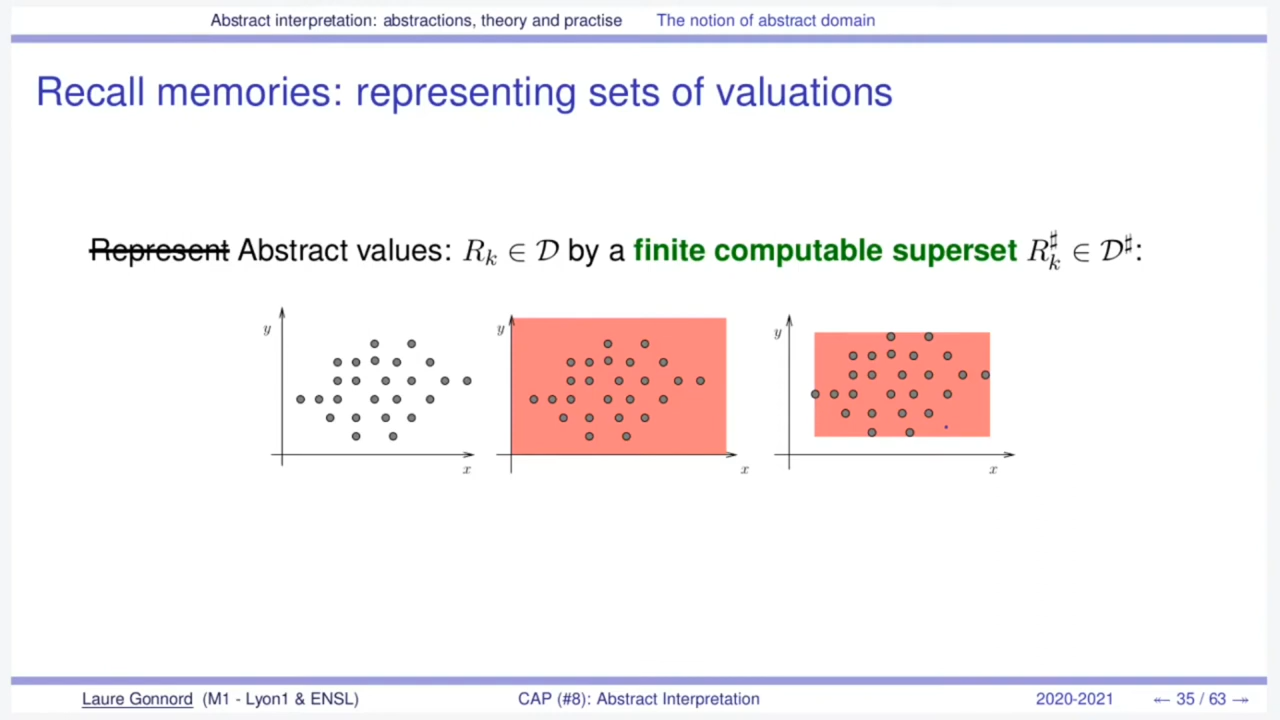 Abstract interpretation: abstractions, theory and practise The notion of abstract domain
Recall memories: representing sets of valuations
Represent Abstract values: R_k ∈ 𝒟 by a finite computable superset R_k^♯ ∈ 𝒟^♯:
y y y
x x x
Laure Gonnord (M1 - Lyon1 & ENSL) CAP (#8): Abstract Interpretation 2020-2021 ← 35 / 63 →